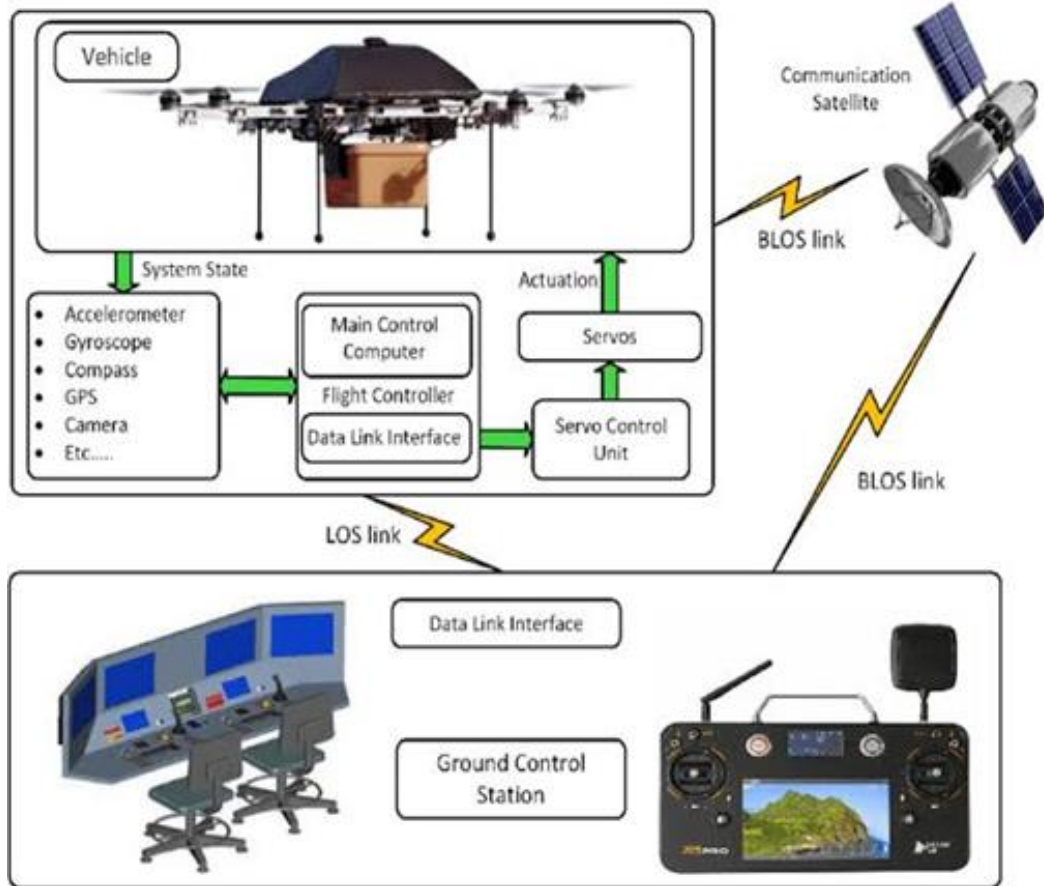 Vehicle
Communication
Satellite
BLOS link
System State
Actuation
• Accelerometer
• Gyroscope
• Compass
• GPS
• Camera
• Etc.....
Main Control
Computer
Flight Controller
Data Link Interface
Servos
Servo Control
Unit
BLOS link
LOS link
Data Link Interface
Ground Control
Station